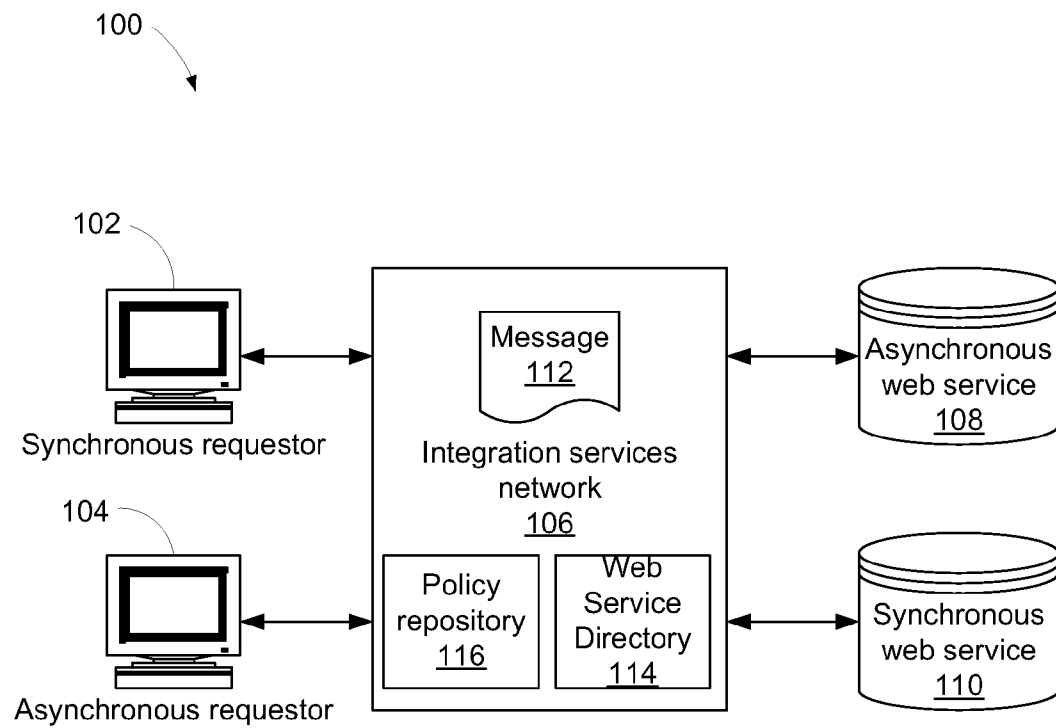 100
102
Synchronous requestor
104
Asynchronous requestor
Message
112
Integration services
network
106
Policy
repository
116
Web
Service
Directory
114
Asynchronous
web service
108
Synchronous
web service
110